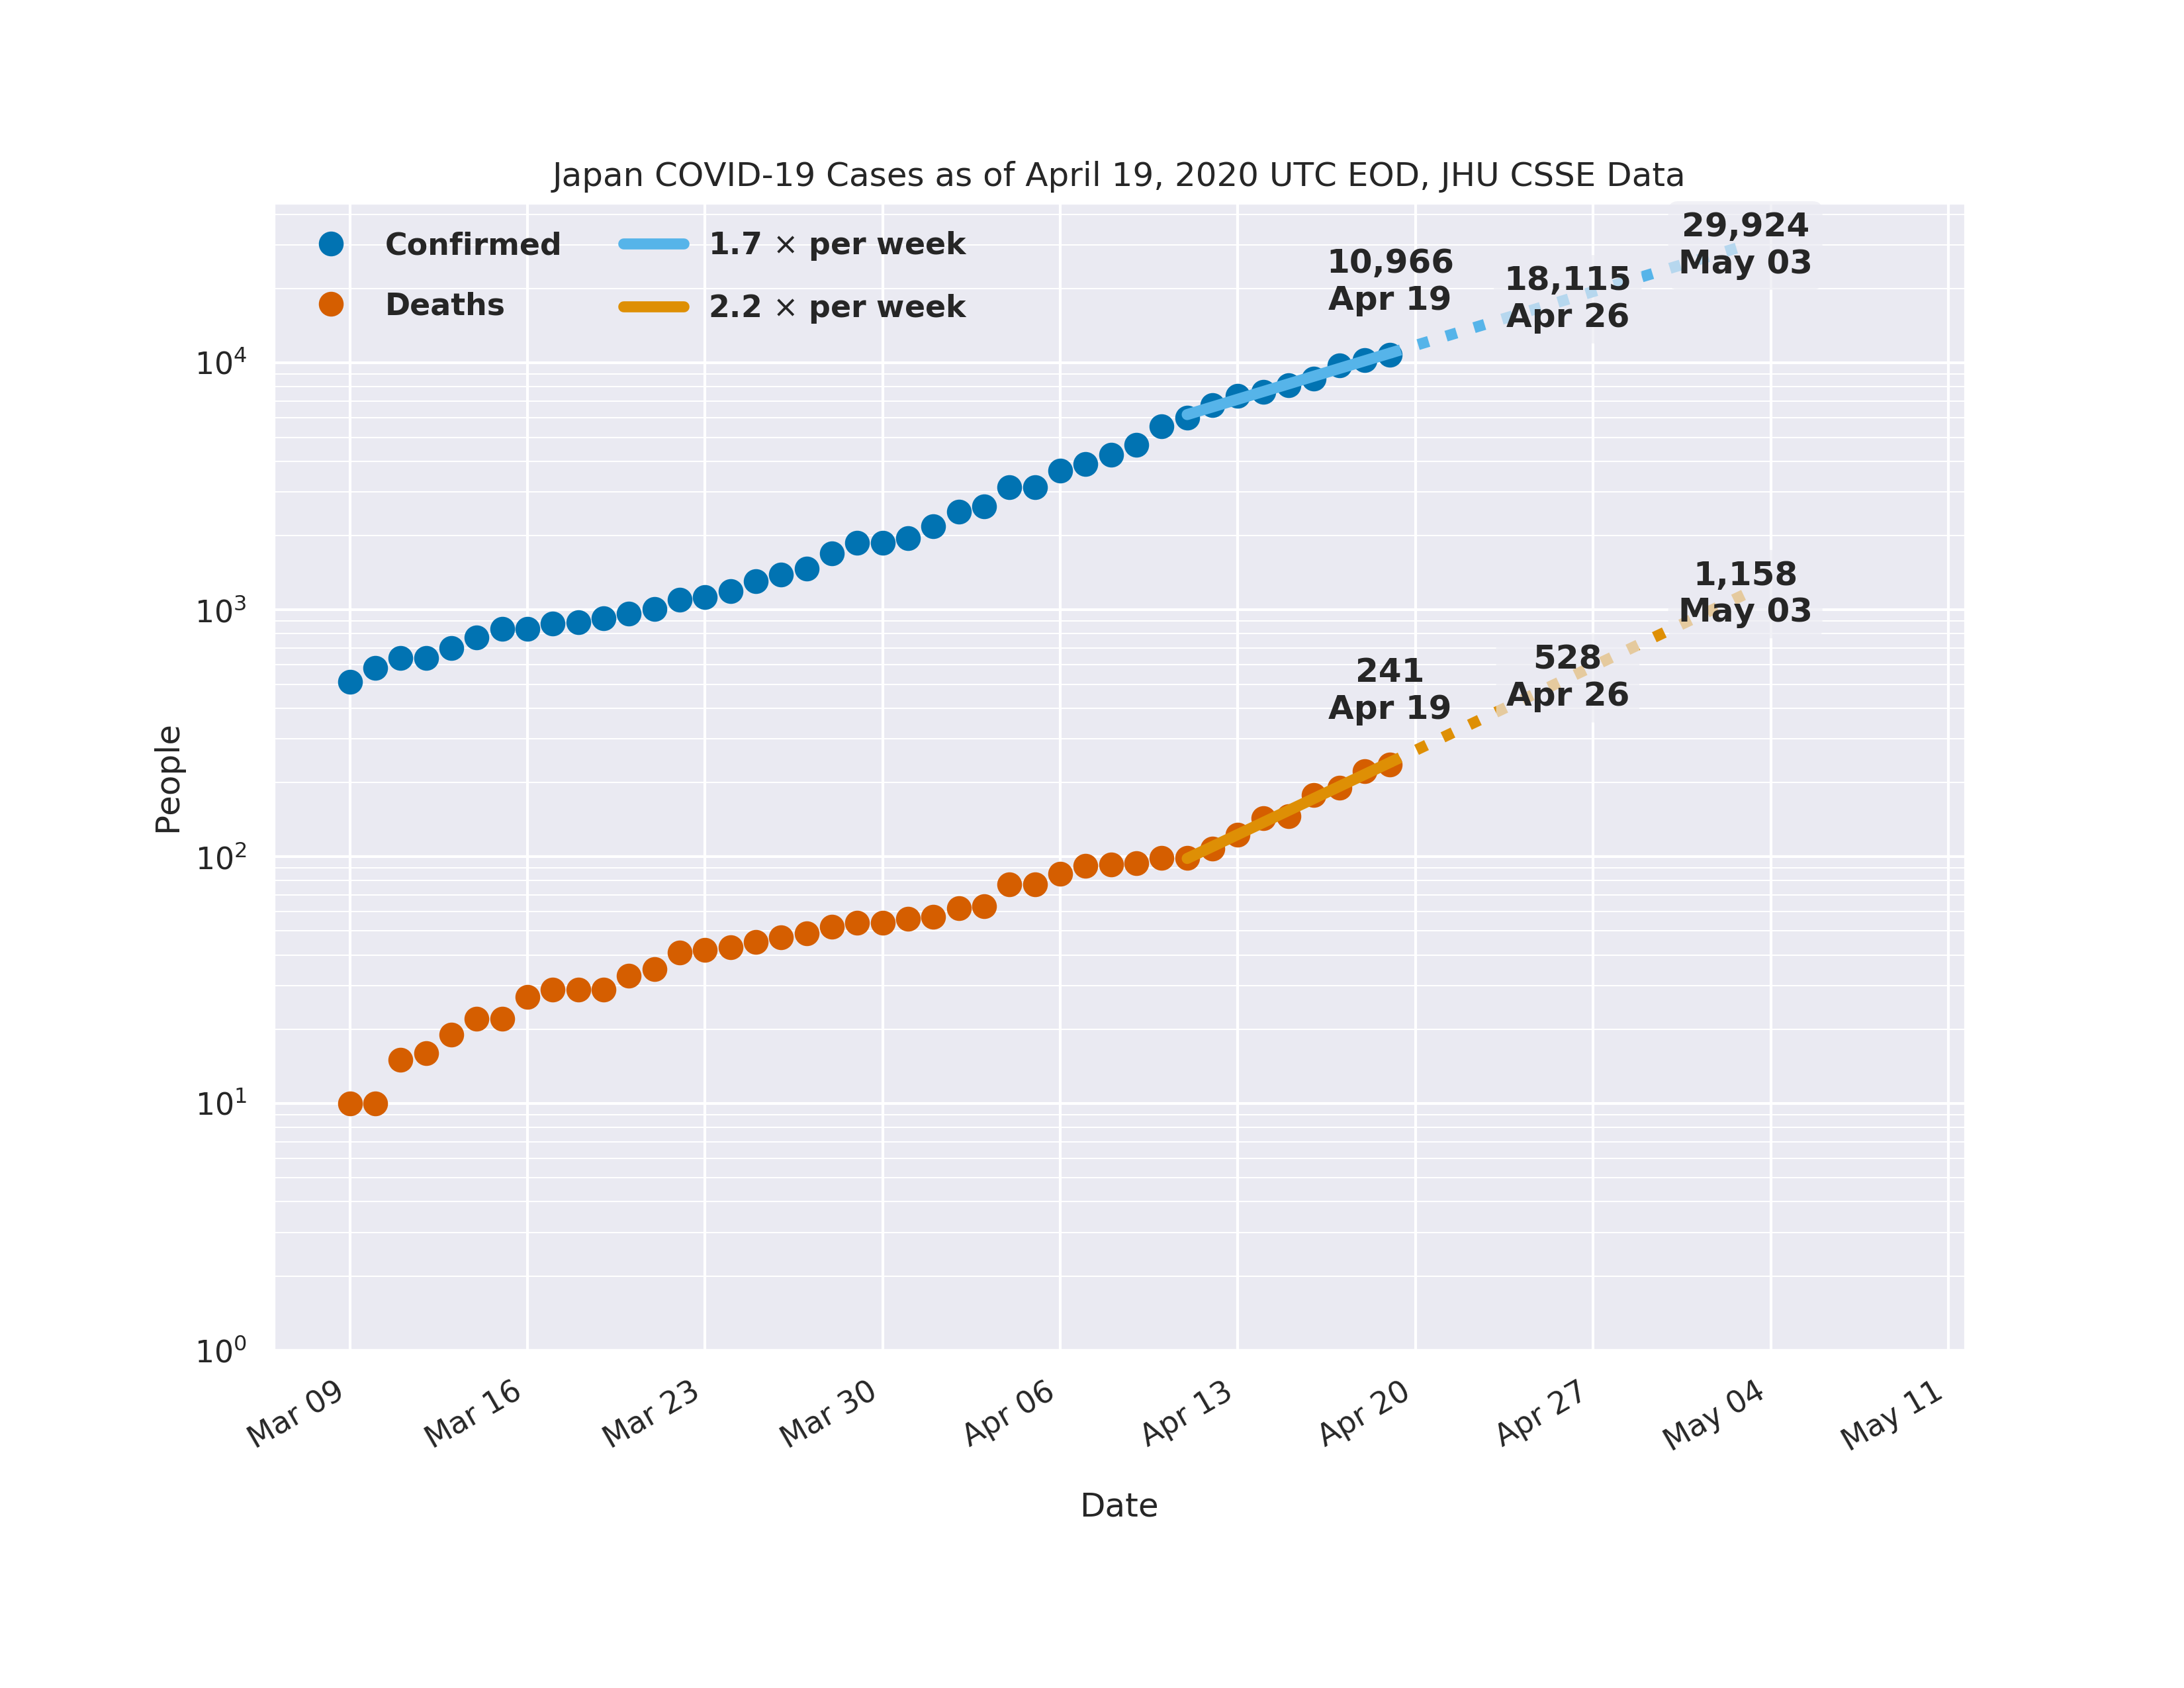 Japan COVID-19 Cases as of April 19, 2020 UTC EOD, JHU CSSE Data
Confirmed
Deaths
1.7 × per week
2.2 × per week
10,966
Apr 19
18,115
Apr 26
29,924
May 03
241
Apr 19
528
Apr 26
1,158
May 03
10⁴
10³
10²
10¹
10⁰
People
Mar 09
Mar 16
Mar 23
Mar 30
Apr 06
Apr 13
Apr 20
Apr 27
May 04
May 11
Date